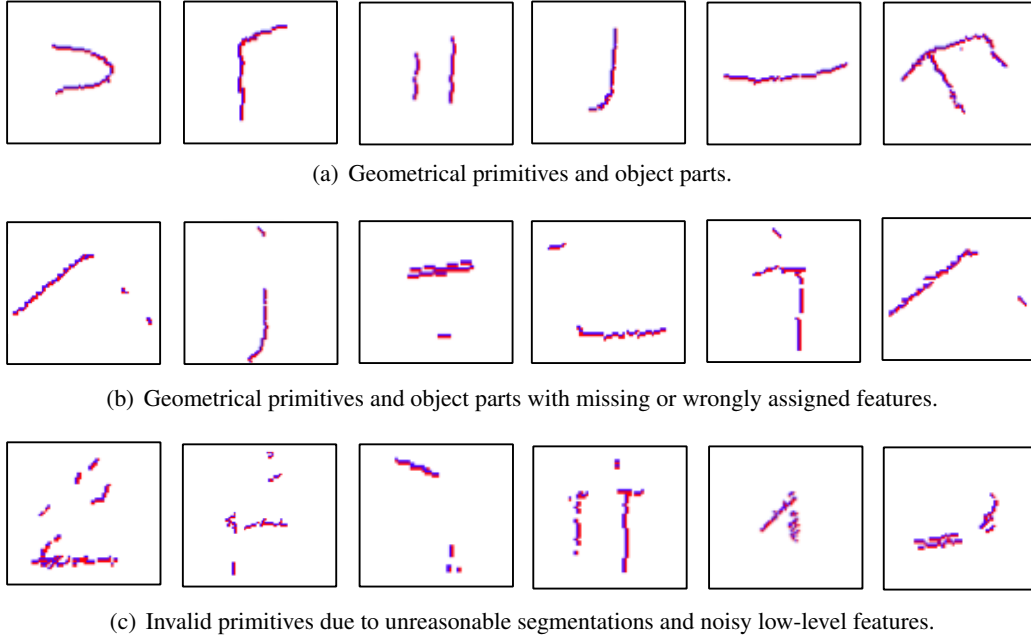 (a) Geometrical primitives and object parts.
(b) Geometrical primitives and object parts with missing or wrongly assigned features.
(c) Invalid primitives due to unreasonable segmentations and noisy low-level features.